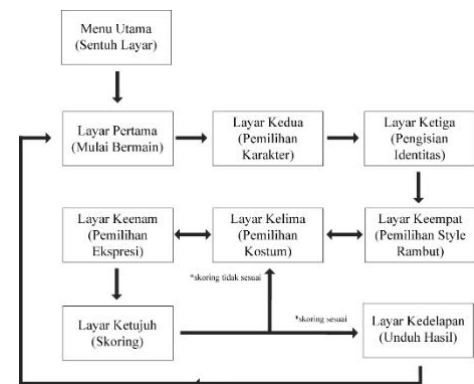 Menu Utama
(Sentuh Layar)
Layar Pertama
(Mulai Bermain)
Layar Kedua
(Pemilihan
Karakter)
Layar Ketiga
(Pengisian
Identitas)
Layar Keenam
(Pemilihan
Ekspresi)
Layar Kelima
(Pemilihan
Kostum)
Layar Keempat
(Pemilihan Style
Rambut)
*skoring tidak sesuai
Layar Ketujuh
(Skoring)
*skoring sesuai
Layar Kedelapan
(Unduh Hasil)